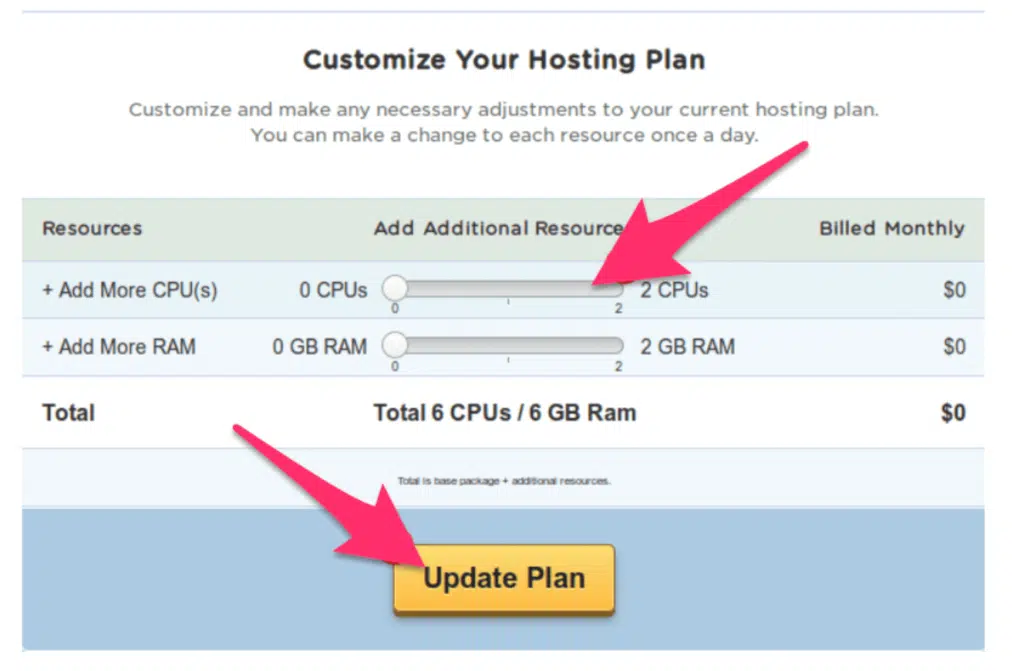 Customize Your Hosting Plan
Customize and make any necessary adjustments to your current hosting plan.
You can make a change to each resource once a day.
Resources Add Additional Resource Billed Monthly
+ Add More CPU(s) 0 CPUs 2 CPUs $0
0 2
+ Add More RAM 0 GB RAM 2 GB RAM $0
0 2
Total Total 6 CPUs / 6 GB Ram $0
Total is base package + additional resources.
Update Plan